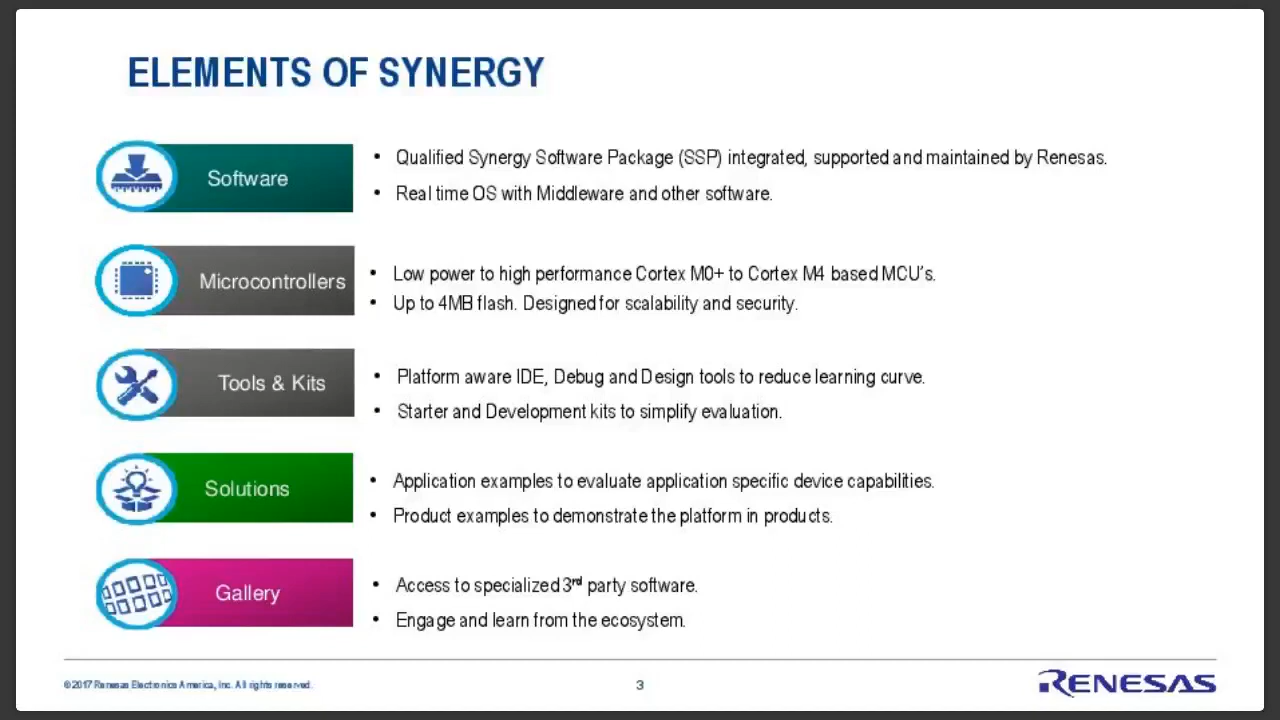 ELEMENTS OF SYNERGY
Software
• Qualified Synergy Software Package (SSP) integrated, supported and maintained by Renesas.
• Real time OS with Middleware and other software.
Microcontrollers
• Low power to high performance Cortex M0+ to Cortex M4 based MCU's.
• Up to 4MB flash. Designed for scalability and security.
Tools & Kits
• Platform aware IDE, Debug and Design tools to reduce learning curve.
• Starter and Development kits to simplify evaluation.
Solutions
• Application examples to evaluate application specific device capabilities.
• Product examples to demonstrate the platform in products.
Gallery
• Access to specialized 3rd party software.
• Engage and learn from the ecosystem.
©2017 Renesas Electronics America, Inc. All rights reserved.
3
RENESAS